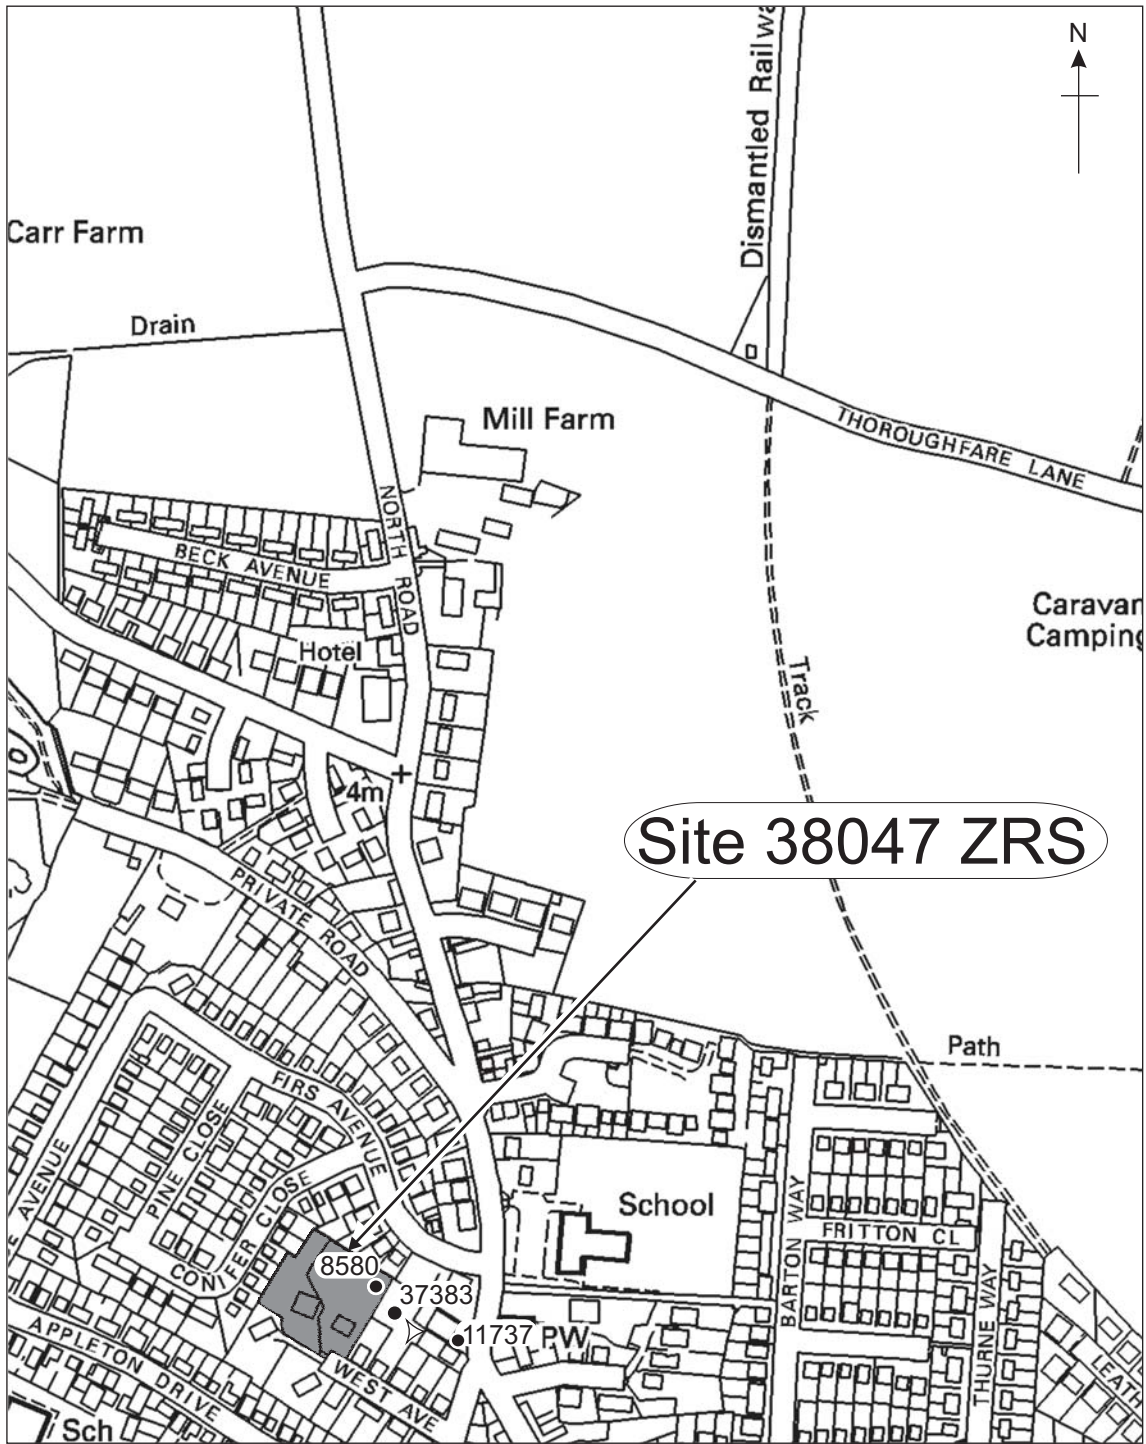 N
Dismantled Railw
Carr Farm
Drain
Mill Farm
THOROUGHFARE LANE
NORTH ROAD
BECK AVENUE
Caravan
Camping
Hotel
Track
4m
Site 38047 ZRS
PRIVATE ROAD
Path
FIRS AVENUE
PINE CLOSE
AVENUE
CONIFER CLOSE
School
BARTON WAY
FRITTON CL
THURNE WAY
8580
37383
11737
PW
APPLETON DRIVE
WEST AVE
LEATH
Sch